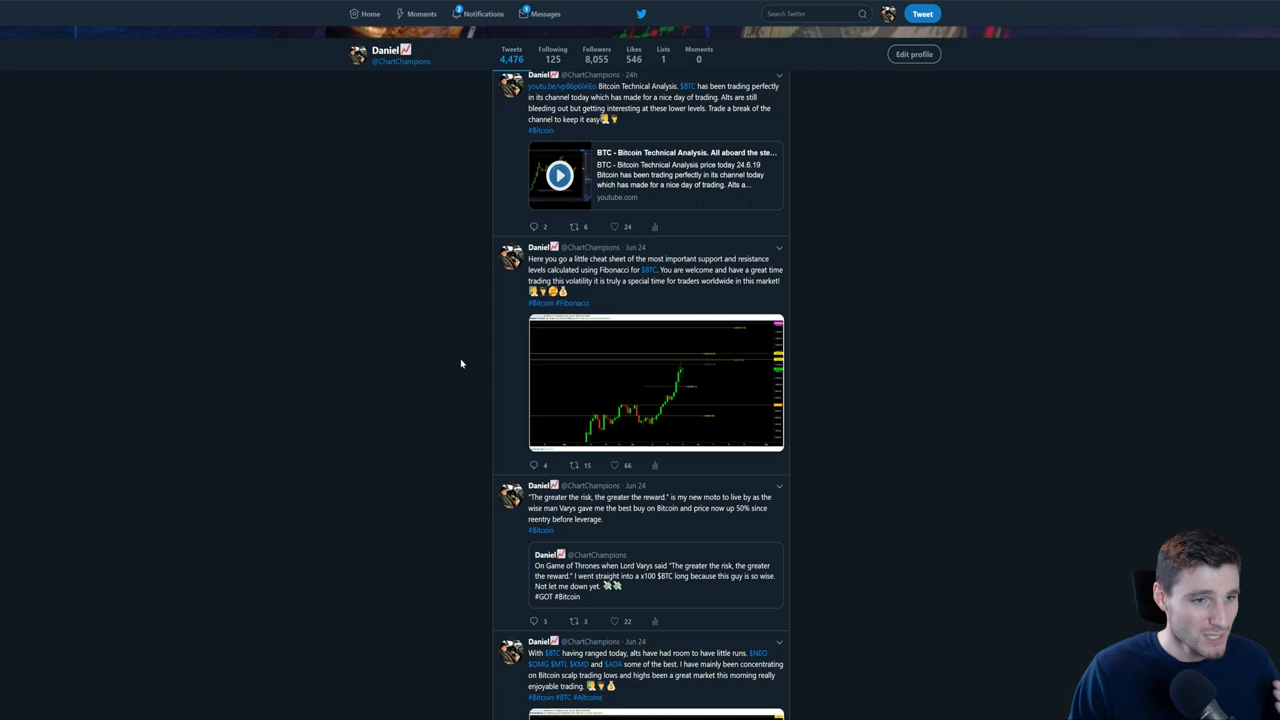 Home
Moments
2
Notifications
1
Messages
Search Twitter
Tweet
Daniel
@ChartChampions
Tweets
4,476
Following
125
Followers
8,055
Likes
546
Lists
1
Moments
0
Edit profile
Daniel @ChartChampions · 24h
Bitcoin Technical Analysis. $BTC has been trading perfectly
in its channel today which has made for a nice day of trading. Alts are still
bleeding out but getting interesting at these lower levels. Trade a break of the
channel to keep it easy
#Bitcoin
BTC - Bitcoin Technical Analysis. All aboard the ste...
BTC - Bitcoin Technical Analysis price today 24.6.19
Bitcoin has been trading perfectly in its channel today
which has made for a nice day of trading. Alts a...
youtube.com
2 6 24
Daniel @ChartChampions · Jun 24
Here you go a little cheat sheet of the most important support and resistance
levels calculated using Fibonacci for $BTC. You are welcome and have a great time
trading this volatility it is truly a special time for traders worldwide in this market!
#Bitcoin #Fibonacci
4 15 66
Daniel @ChartChampions · Jun 24
"The greater the risk, the greater the reward." is my new moto to live by as the
wise man Varys gave me the best buy on Bitcoin and price now up 50% since
reentry before leverage.
#Bitcoin
Daniel @ChartChampions
On Game of Thrones when Lord Varys said "The greater the risk, the greater
the reward." I went straight into a x100 $BTC long because this guy is so wise.
Not let me down yet.
#GOT #Bitcoin
3 3 22
Daniel @ChartChampions · Jun 24
With $BTC having ranged today, alts have had room to have little runs. $NEO
$OMG $MTL $KMD and $ADA some of the best. I have mainly been concentrating
on Bitcoin scalp trading lows and highs been a great market this morning really
enjoyable trading.
#Bitcoin #BTC #Altcoins